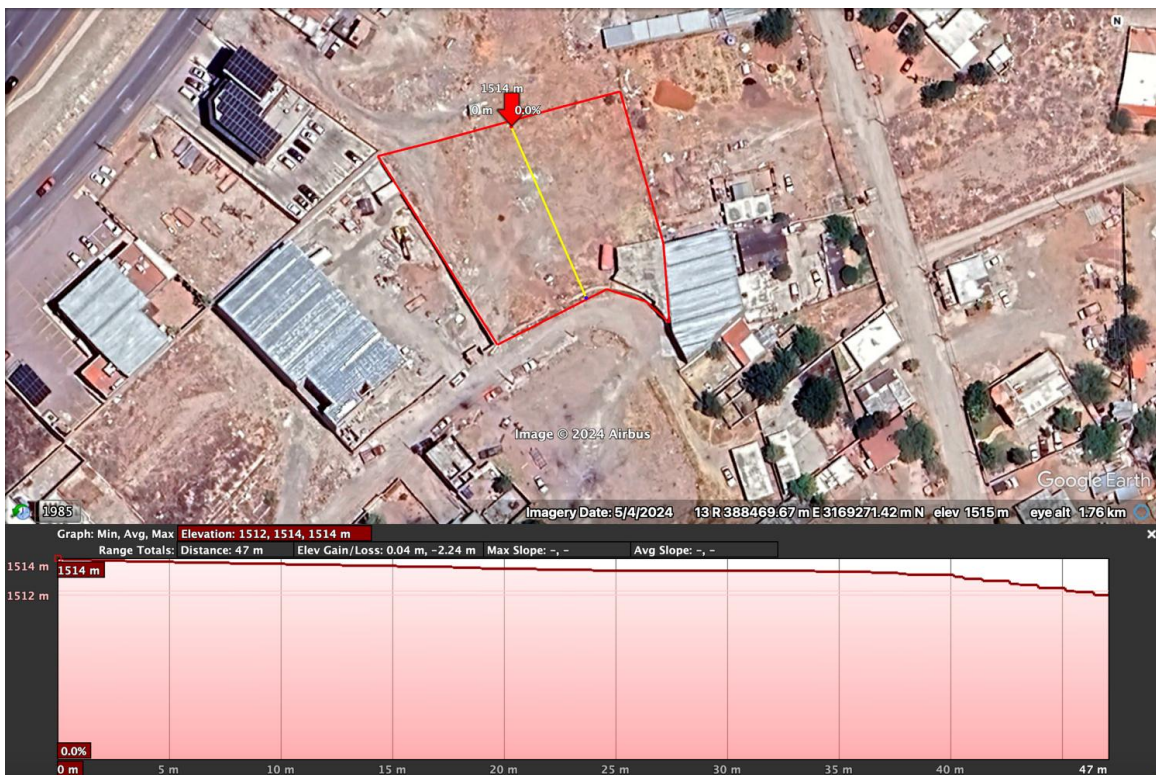 N
1514 m
0 m 0.0%
Image © 2024 Airbus
Google Earth
1985
Imagery Date: 5/4/2024 13 R 388469.67 m E 3169271.42 m N elev 1515 m eye alt 1.76 km
Graph: Min, Avg, Max Elevation: 1512, 1514, 1514 m
Range Totals: Distance: 47 m Elev Gain/Loss: 0.04 m, -2.24 m Max Slope: -, - Avg Slope: -, -
1514 m
1514 m
1512 m
0.0%
0 m 5 m 10 m 15 m 20 m 25 m 30 m 35 m 40 m 47 m